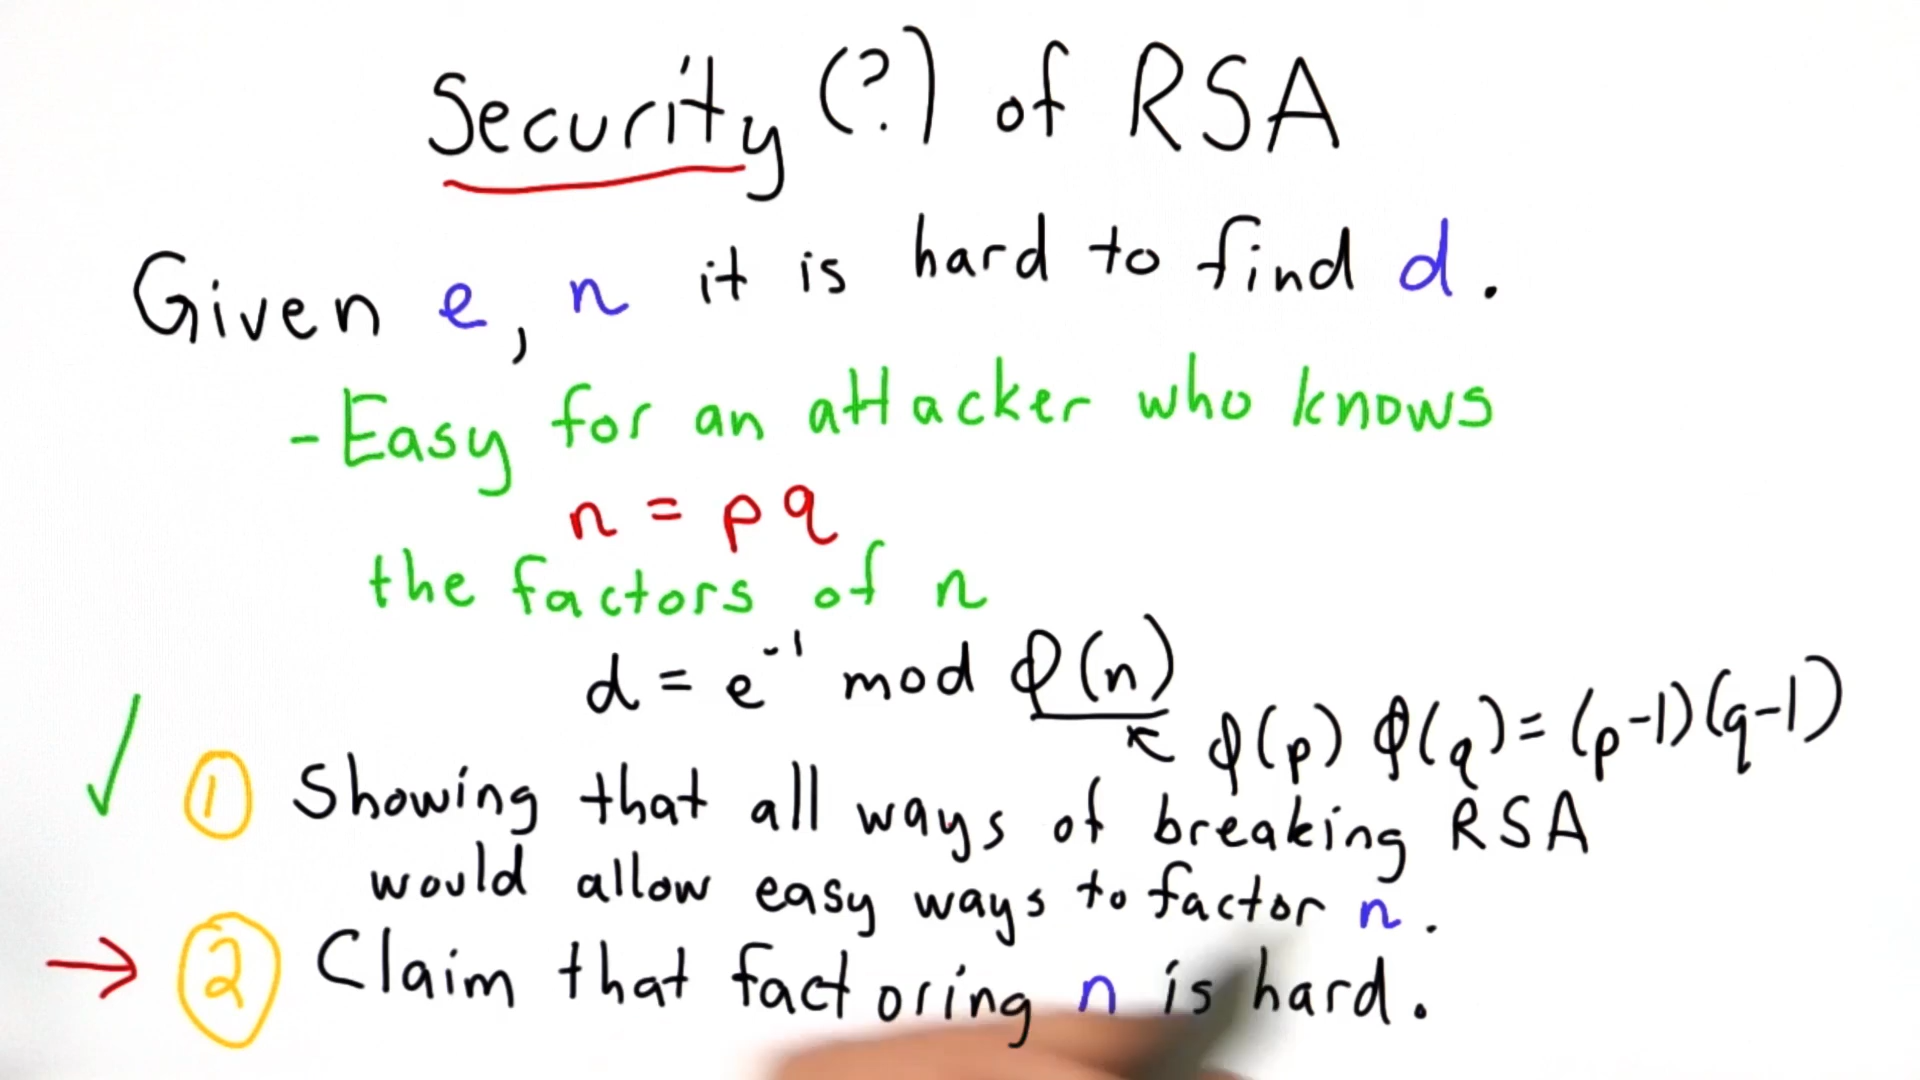 Security (?) of RSA
Given e, n it is hard to find d.
- Easy for an attacker who knows
n = pq
the factors of n
d = e⁻¹ mod Φ(n)
↖ φ(p) φ(q) = (p-1)(q-1)
✓ ① Showing that all ways of breaking RSA
would allow easy ways to factor n.
→ ② Claim that factoring n is hard.